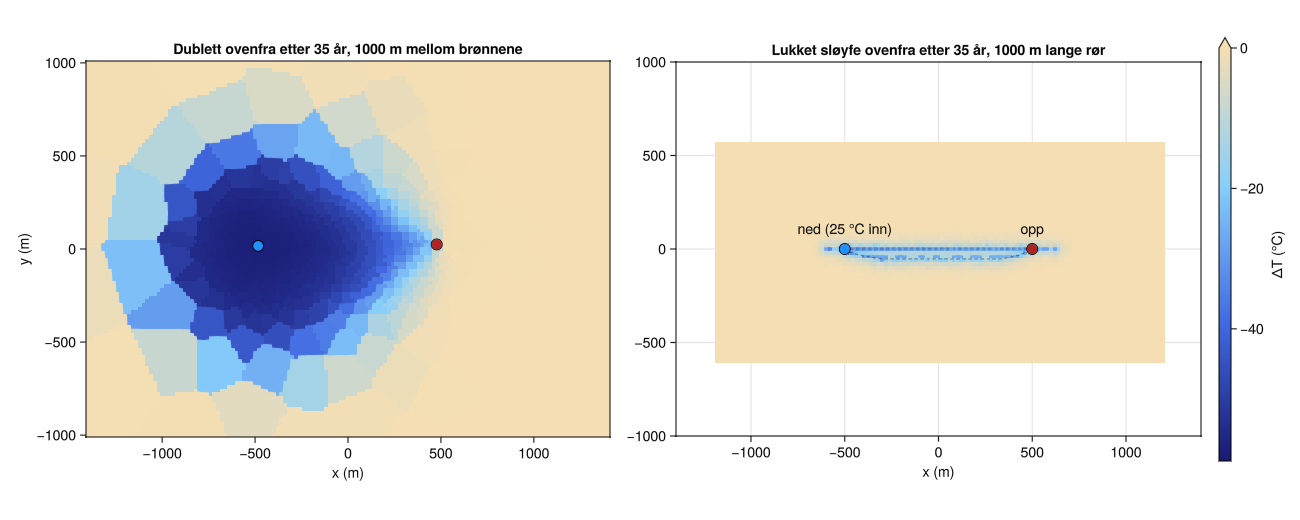 Dublett ovenfra etter 35 år, 1000 m mellom brønnene
1000
500
0
−500
−1000
y (m)
−1000
−500
0
500
1000
x (m)
Lukket sløyfe ovenfra etter 35 år, 1000 m lange rør
1000
500
0
−500
−1000
ned (25 °C inn)
opp
−1000
−500
0
500
1000
x (m)
0
−20
−40
ΔT (°C)